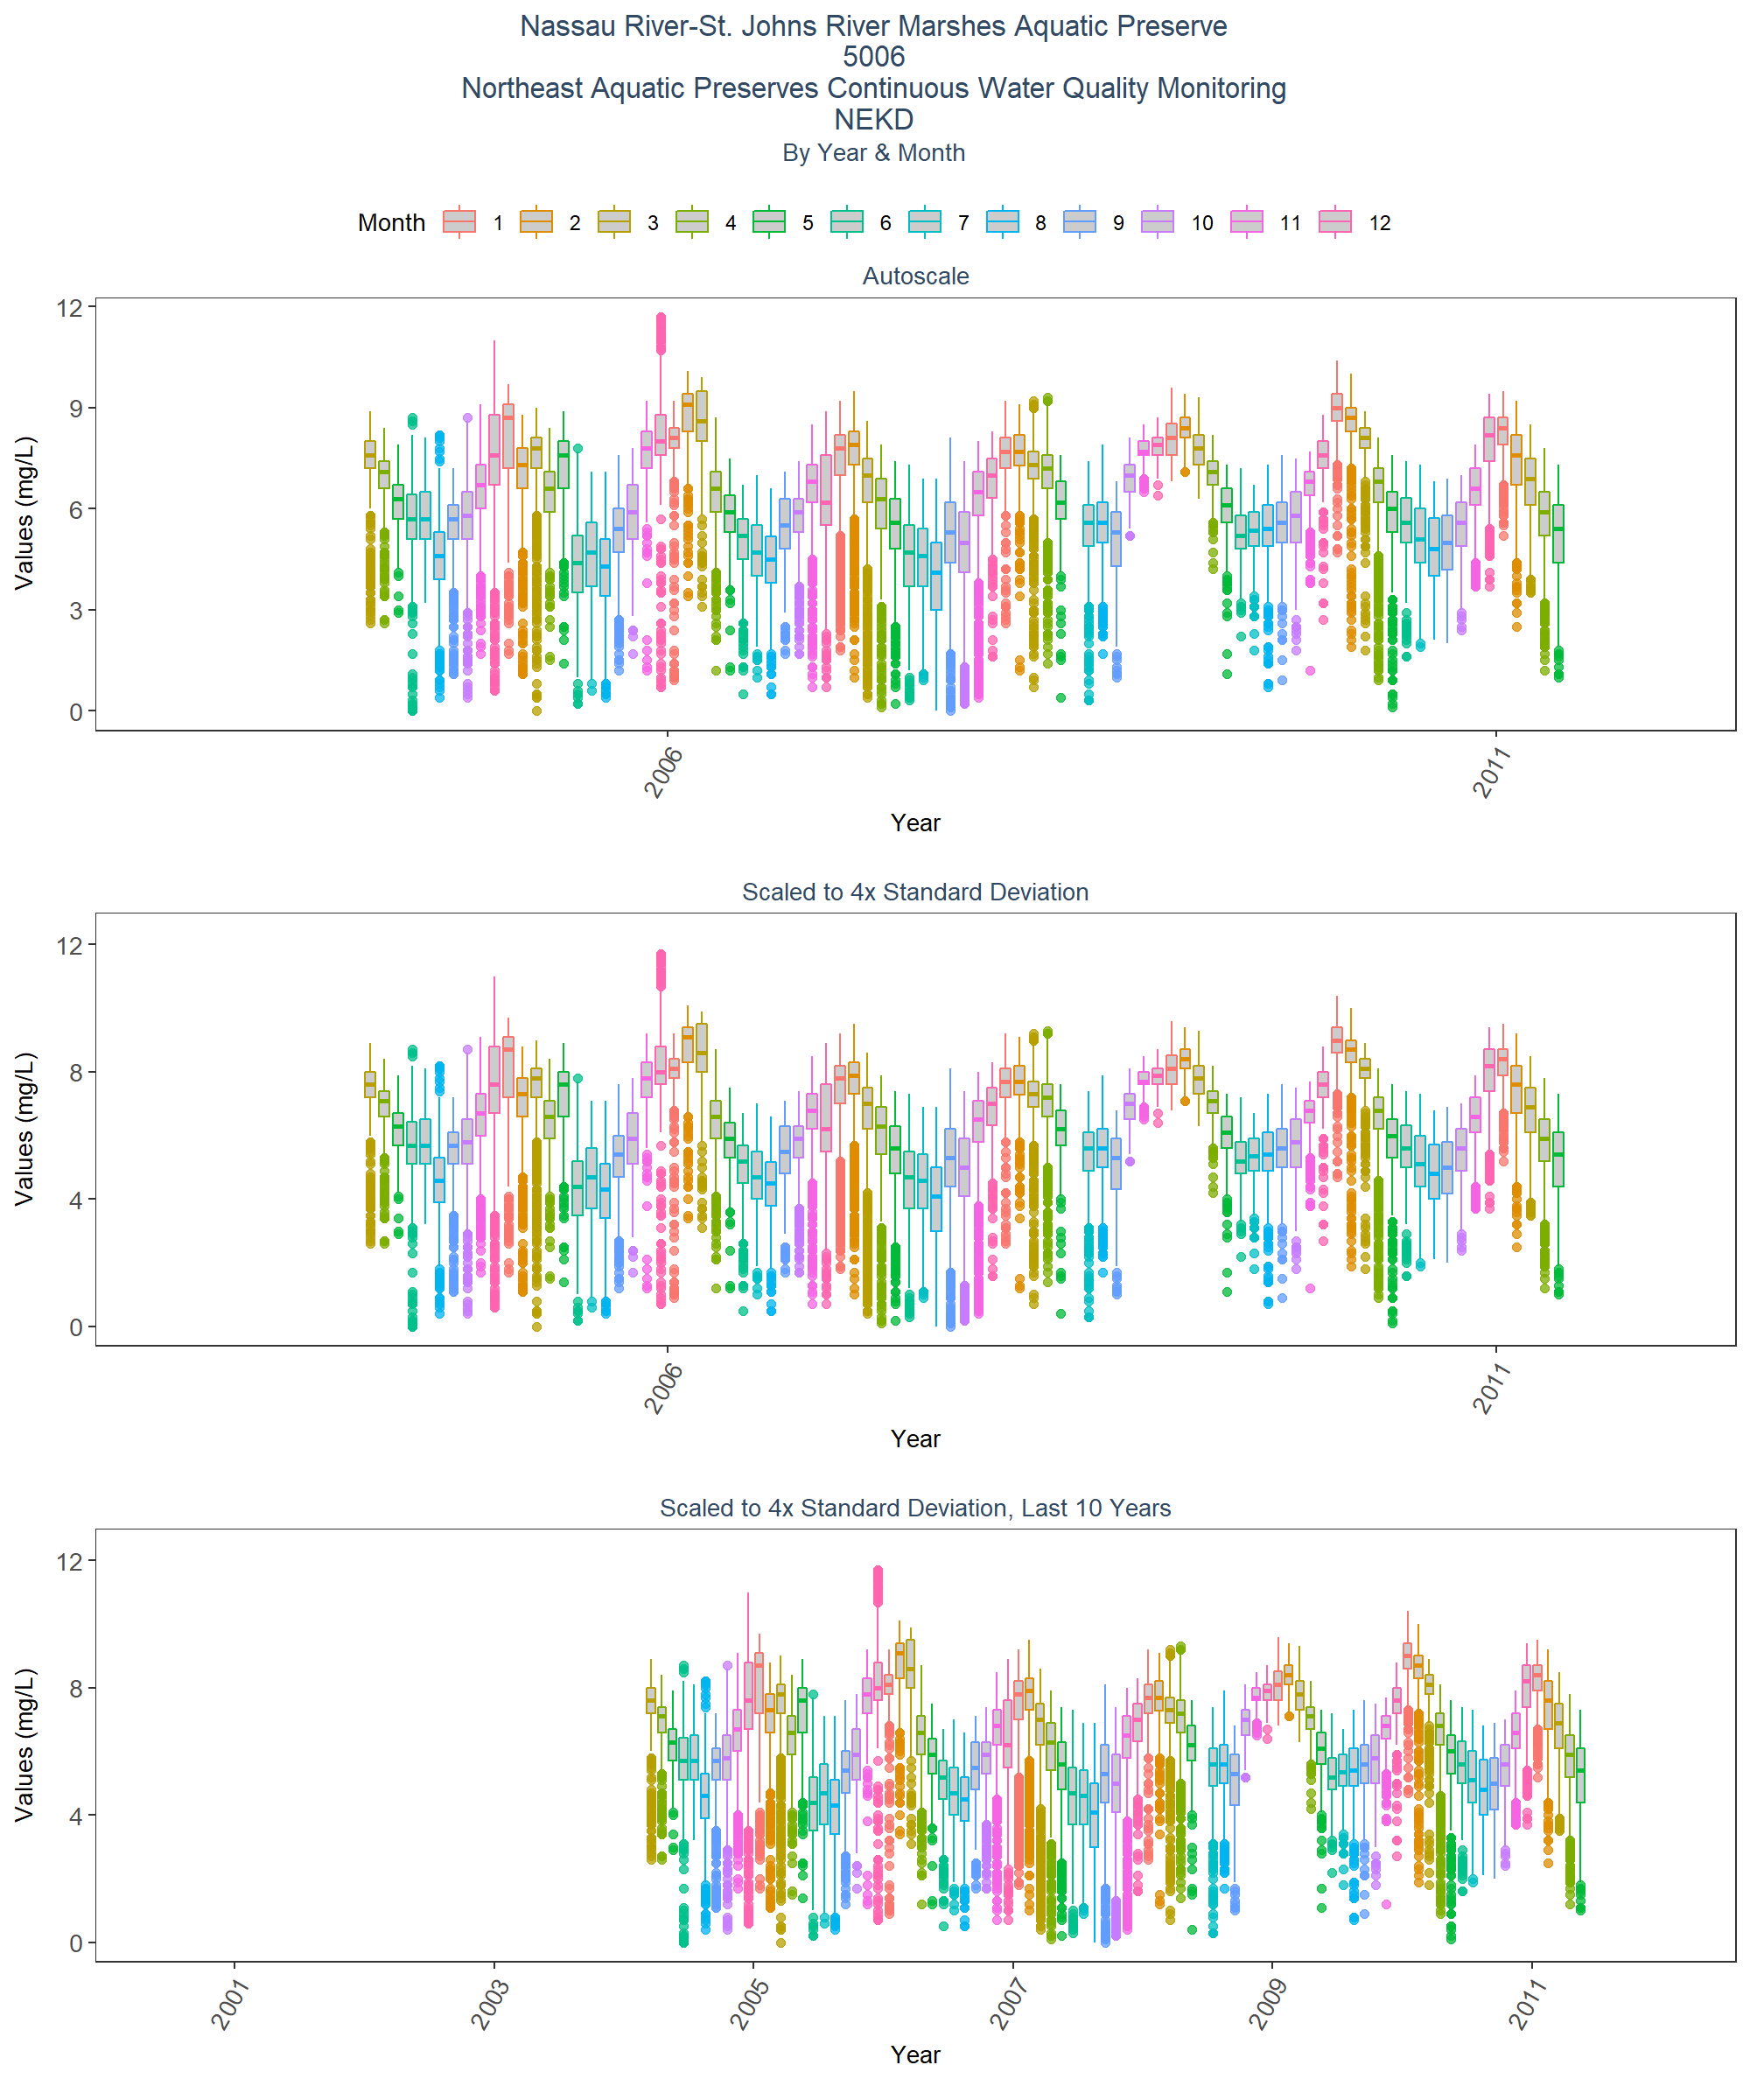 Nassau River-St. Johns River Marshes Aquatic Preserve
5006
Northeast Aquatic Preserves Continuous Water Quality Monitoring
NEKD
By Year & Month
Month 1 2 3 4 5 6 7 8 9 10 11 12
Autoscale
Values (mg/L)
12
9
6
3
0
2006 2011
Year
Scaled to 4x Standard Deviation
Values (mg/L)
12
8
4
0
2006 2011
Year
Scaled to 4x Standard Deviation, Last 10 Years
Values (mg/L)
12
8
4
0
2001 2003 2005 2007 2009 2011
Year